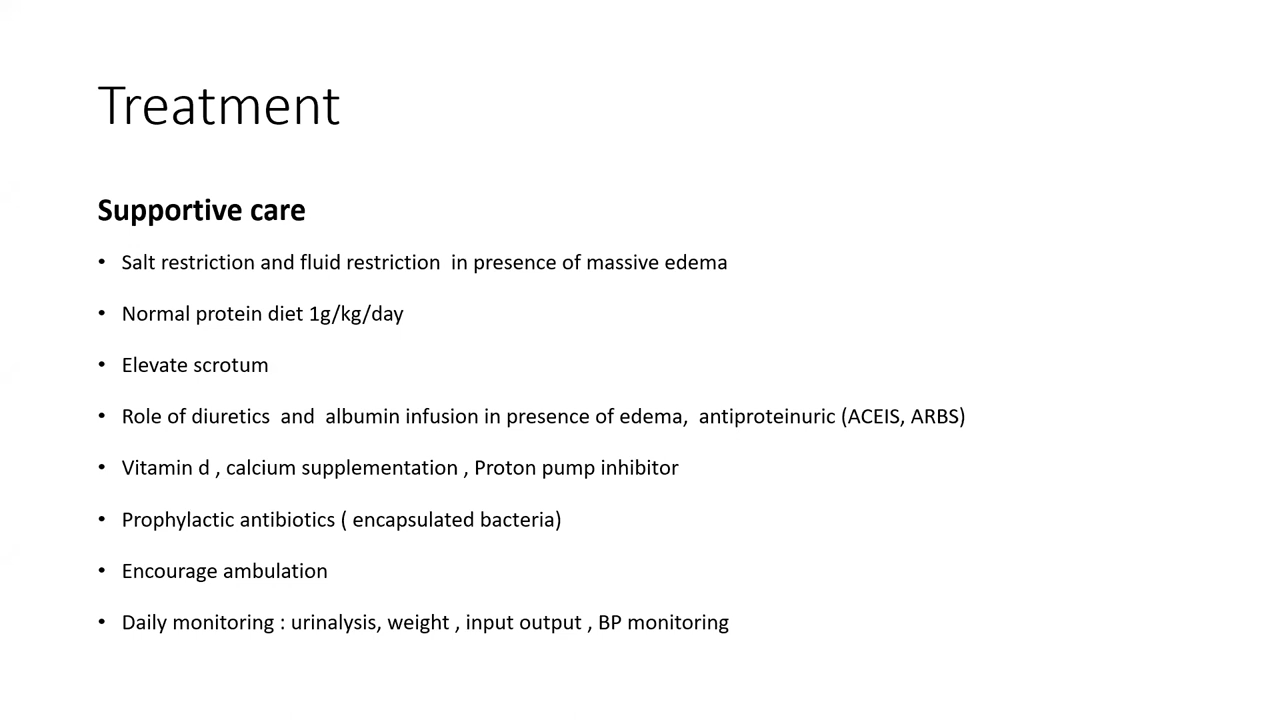 Treatment
Supportive care
• Salt restriction and fluid restriction  in presence of massive edema
• Normal protein diet 1g/kg/day
• Elevate scrotum
• Role of diuretics  and  albumin infusion in presence of edema,  antiproteinuric (ACEIS, ARBS)
• Vitamin d , calcium supplementation , Proton pump inhibitor
• Prophylactic antibiotics ( encapsulated bacteria)
• Encourage ambulation
• Daily monitoring : urinalysis, weight , input output , BP monitoring